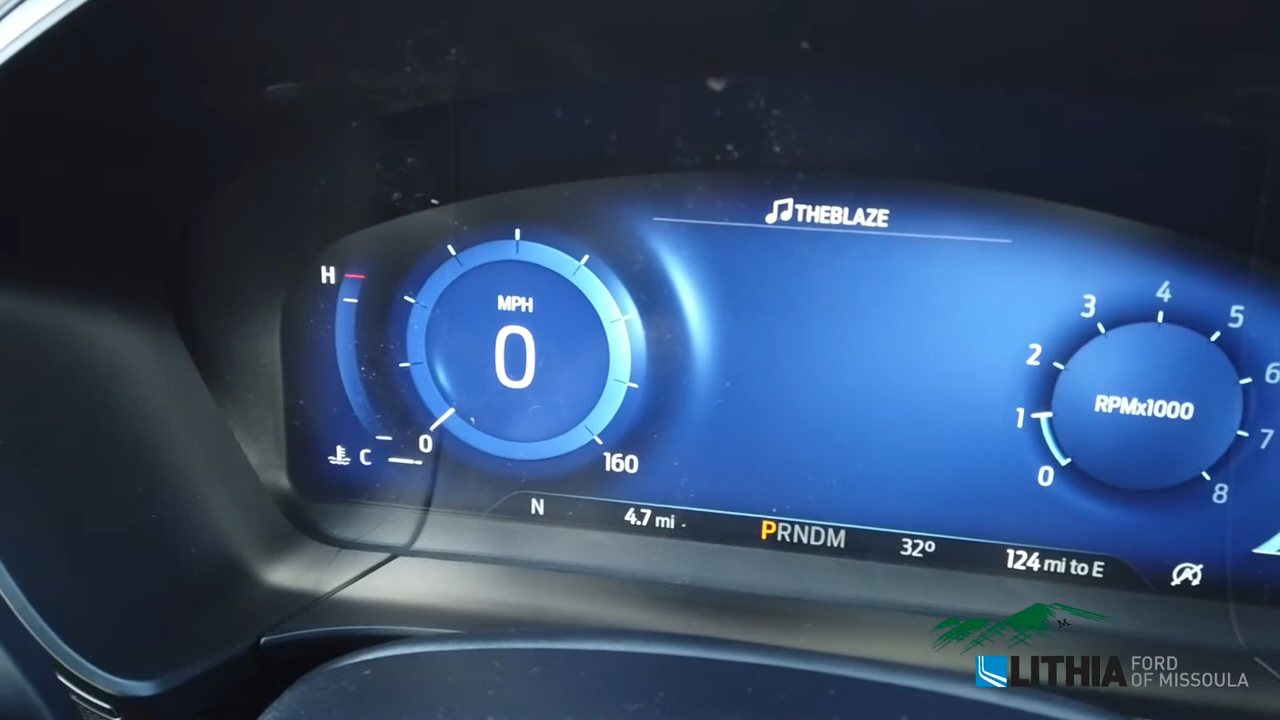 THEBLAZE
H
C
MPH
0
0
160
0
1
2
3
4
5
6
7
8
RPMx1000
N
4.7 mi
PRNDM
32º
124 mi to E
A
M
LITHIA
FORD
OF MISSOULA